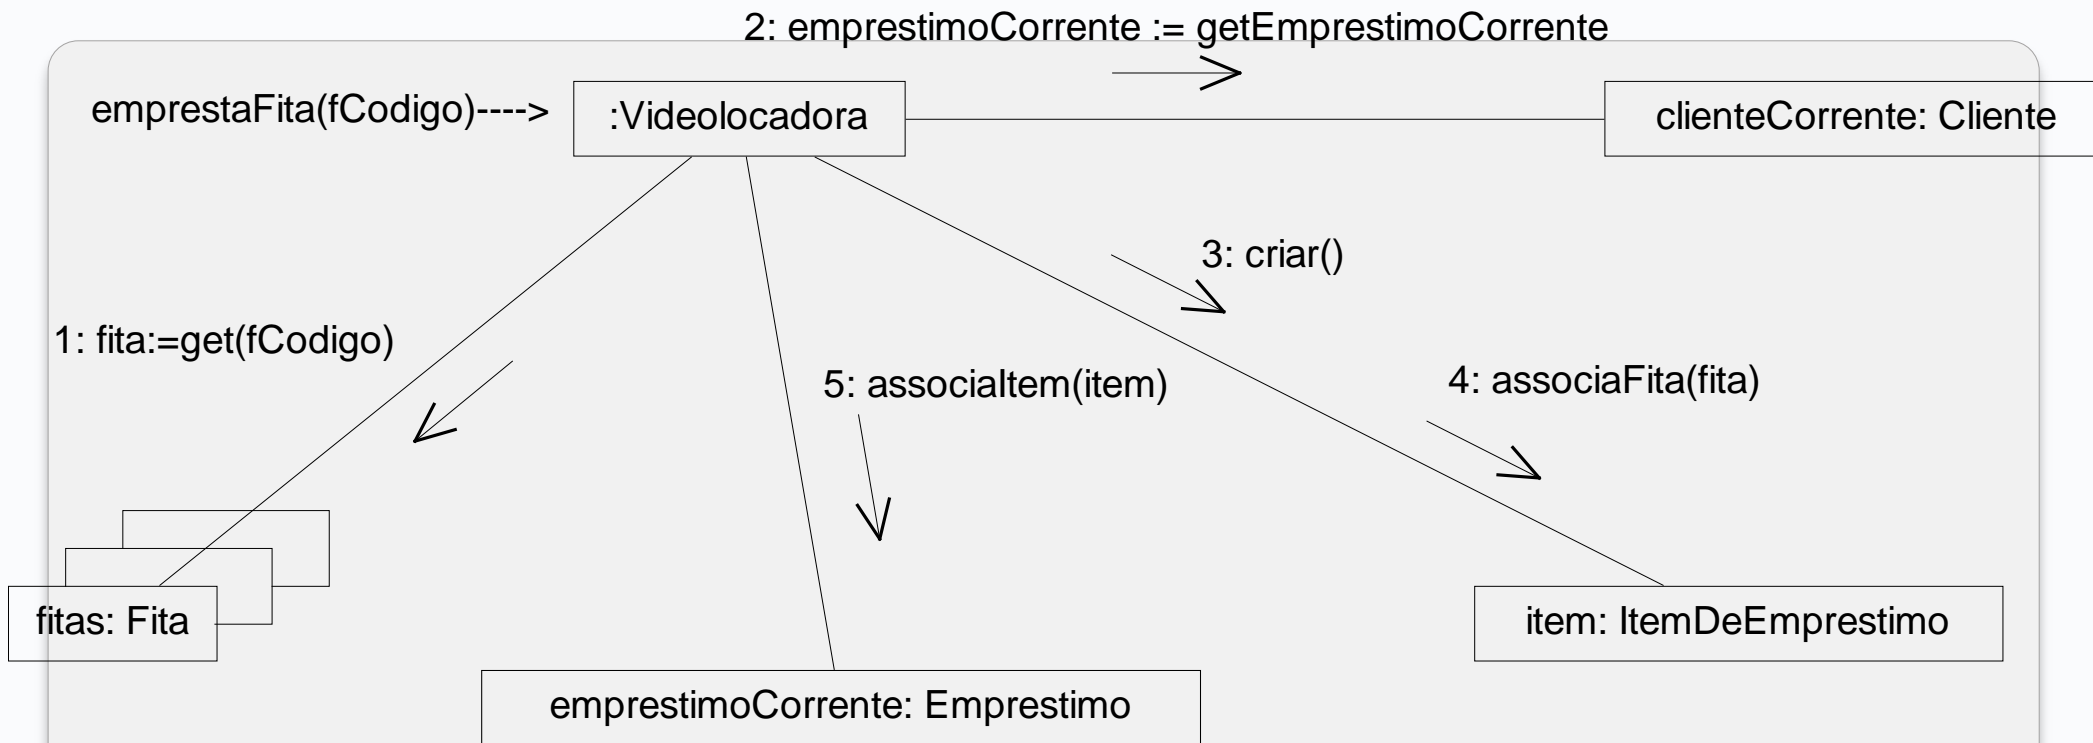 2: emprestimoCorrente := getEmprestimoCorrente
emprestaFita(fCodigo)---->
:Videolocadora
clienteCorrente: Cliente
3: criar()
1: fita:=get(fCodigo)
5: associaItem(item)
4: associaFita(fita)
fitas: Fita
item: ItemDeEmprestimo
emprestimoCorrente: Emprestimo